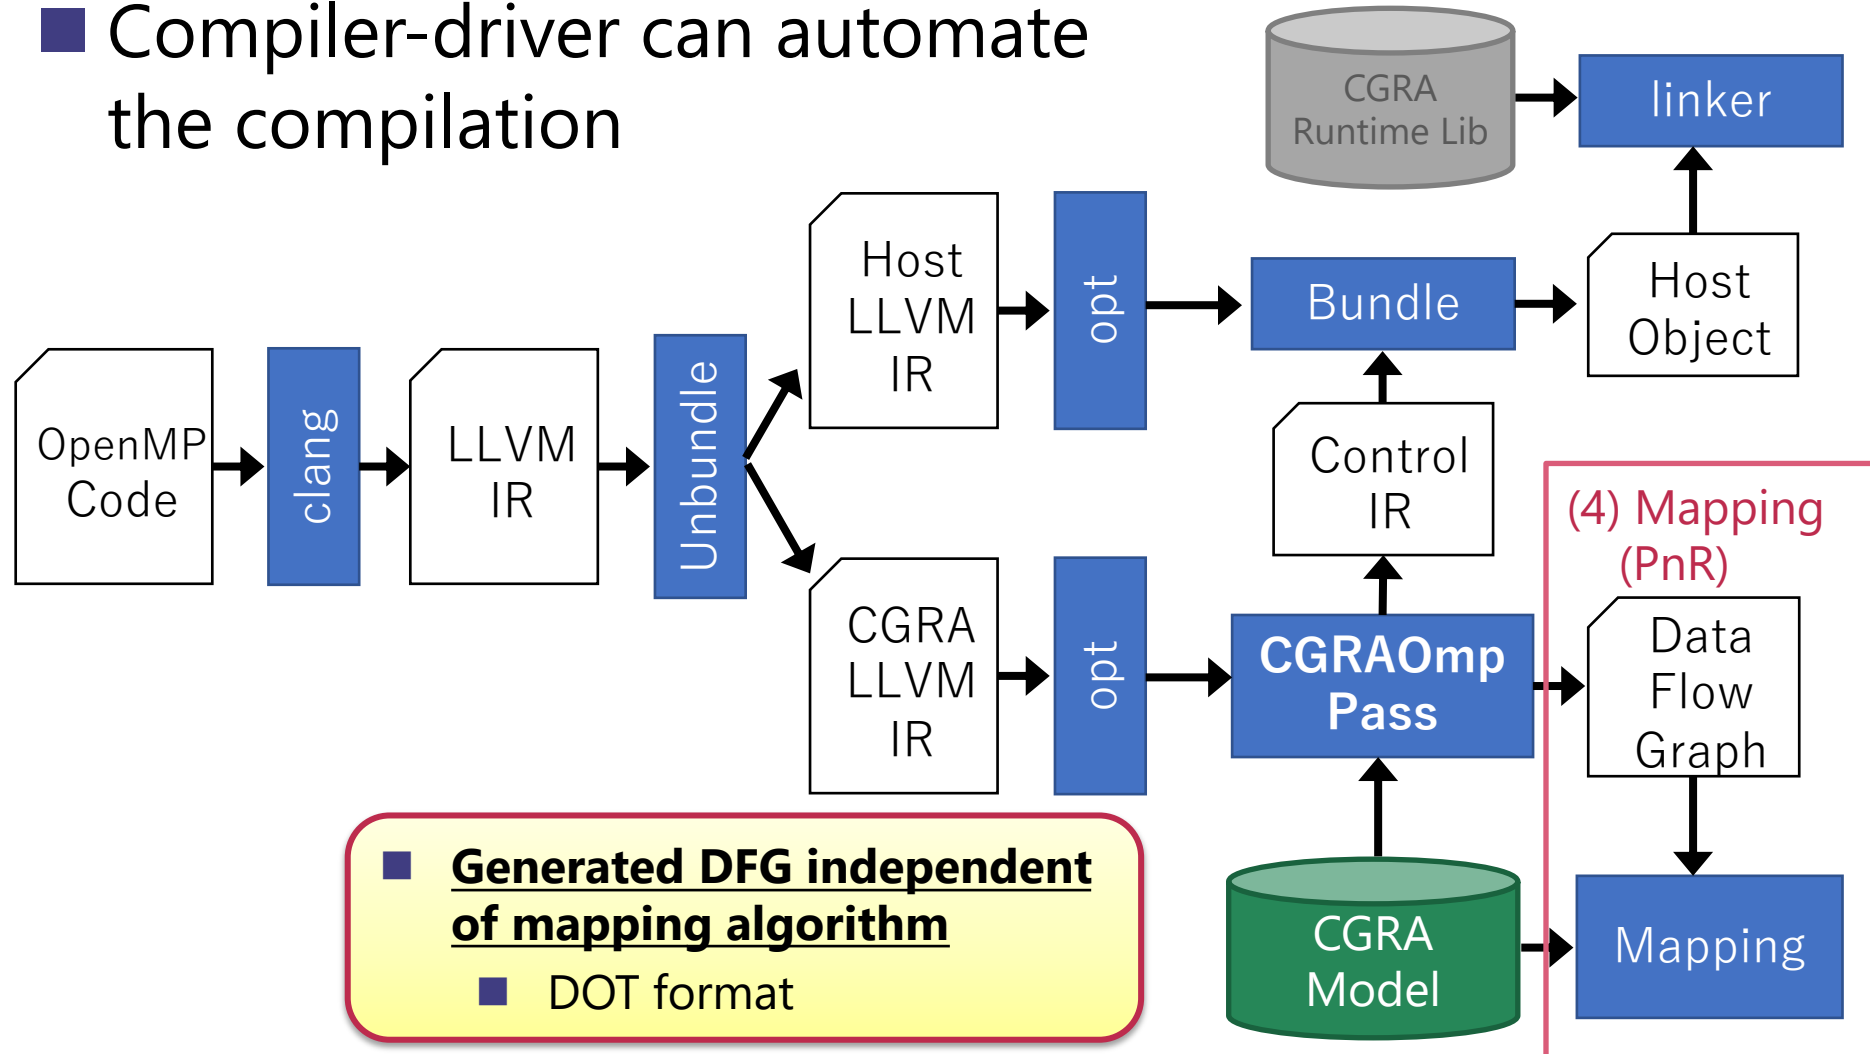 Compiler-driver can automate
the compilation
CGRA
Runtime Lib
linker
Host
LLVM
IR
opt
Bundle
Host
Object
OpenMP
Code
clang
LLVM
IR
Unbundle
Control
IR
(4) Mapping
(PnR)
CGRA
LLVM
IR
opt
CGRAOmp
Pass
Data
Flow
Graph
Generated DFG independent
of mapping algorithm
DOT format
CGRA
Model
Mapping